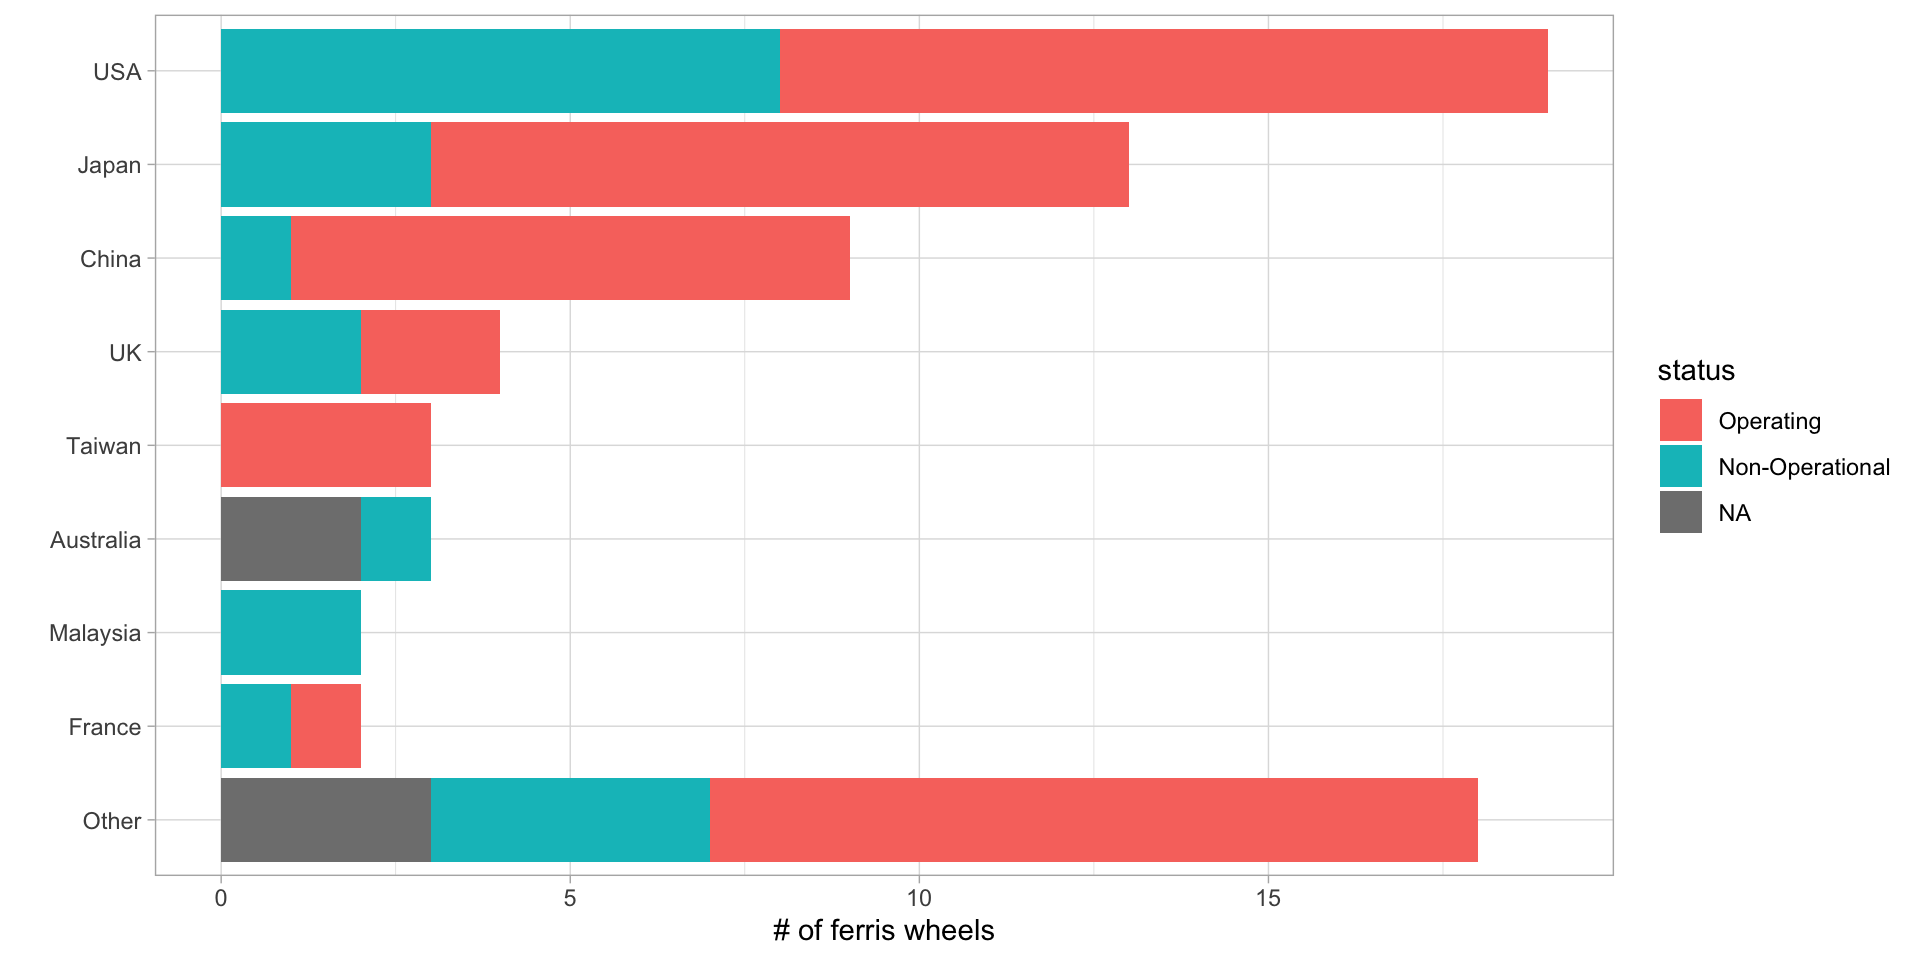 USA
Japan
China
UK
Taiwan
Australia
Malaysia
France
Other
0 5 10 15
# of ferris wheels
status
Operating
Non-Operational
NA